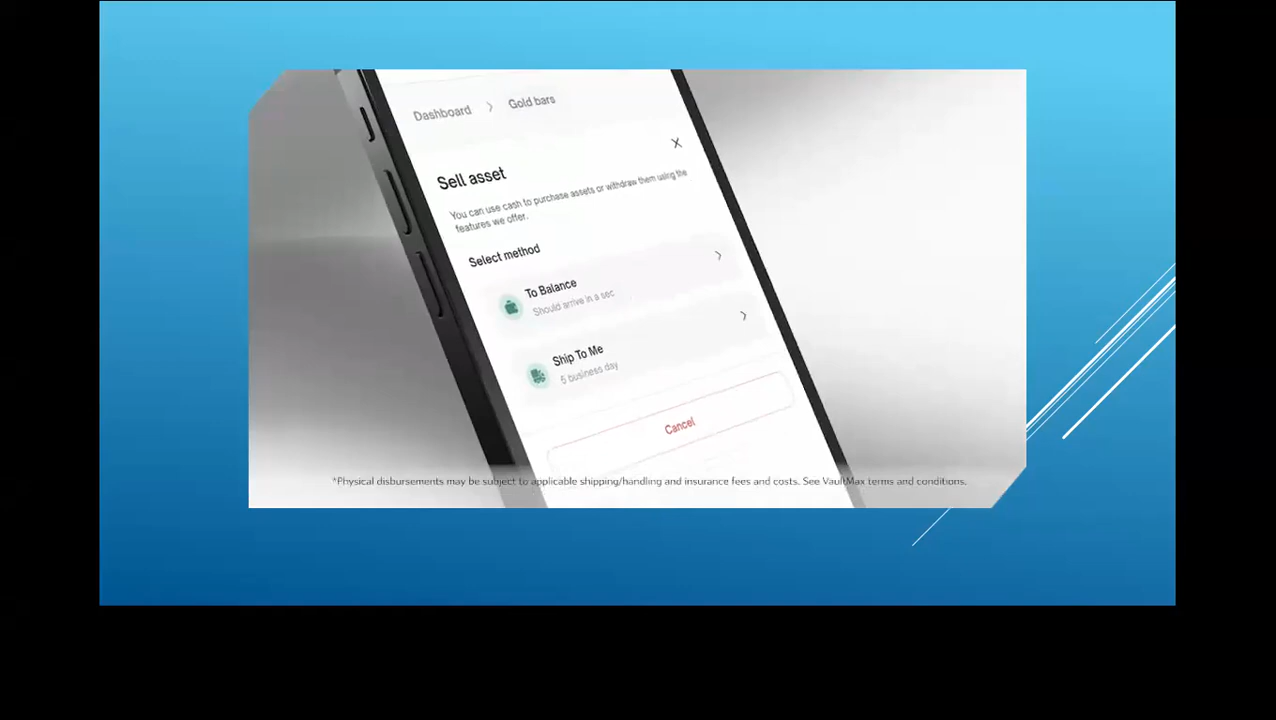 Dashboard > Gold bars
X
Sell asset
You can use cash to purchase assets or withdraw them using the
features we offer.
Select method
To Balance
Should arrive in a sec
Ship To Me
5 business day
Cancel
*Physical disbursements may be subject to applicable shipping/handling and insurance fees and costs. See VaultMax terms and conditions.